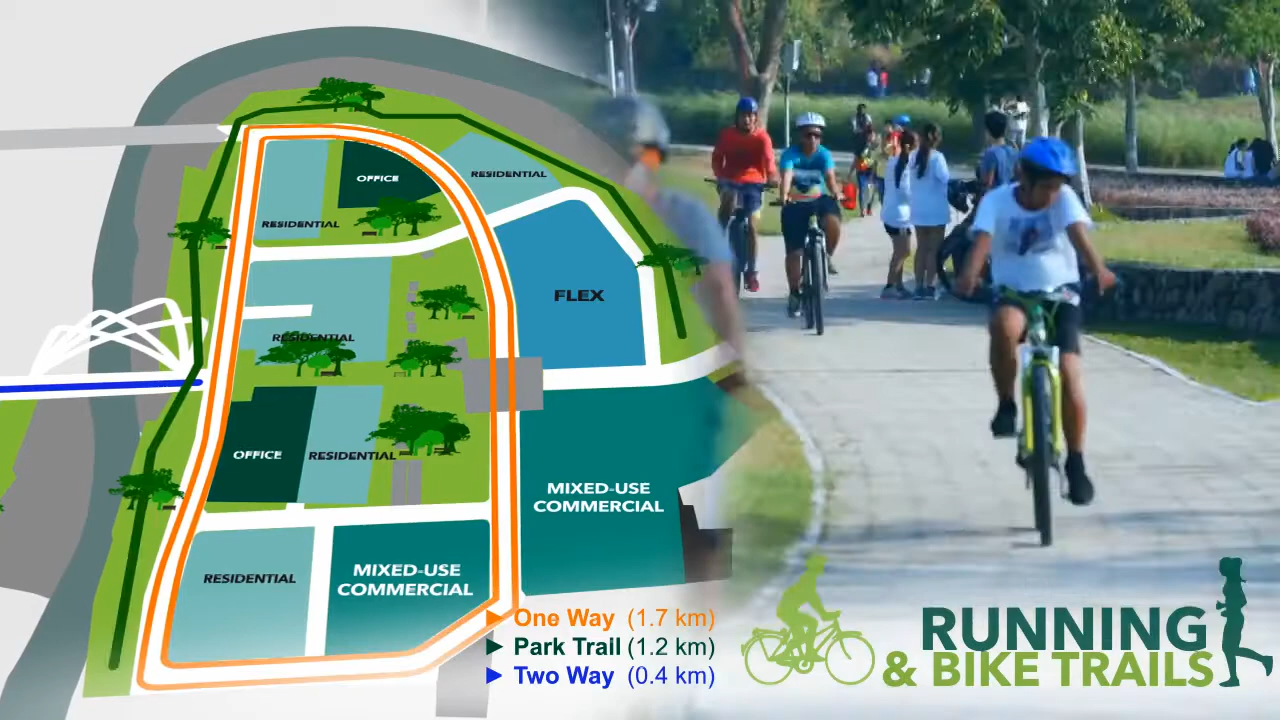 OFFICE
RESIDENTIAL
RESIDENTIAL
FLEX
RESIDENTIAL
OFFICE
RESIDENTIAL
MIXED-USE
COMMERCIAL
RESIDENTIAL
MIXED-USE
COMMERCIAL
One Way (1.7 km)
Park Trail (1.2 km)
Two Way (0.4 km)
RUNNING
& BIKE TRAILS